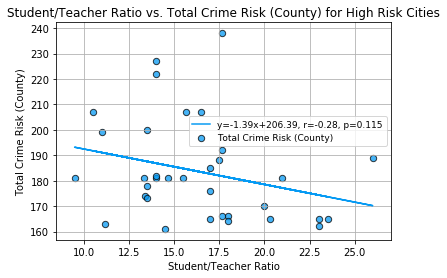 Student/Teacher Ratio vs. Total Crime Risk (County) for High Risk Cities
240
230
220
210
200
190
180
170
160
Total Crime Risk (County)
y=-1.39x+206.39, r=-0.28, p=0.115
Total Crime Risk (County)
10.0 12.5 15.0 17.5 20.0 22.5 25.0
Student/Teacher Ratio